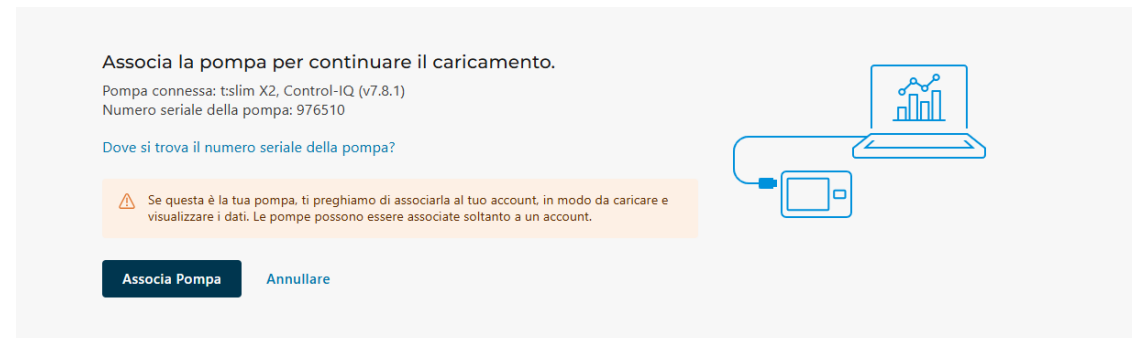 Associa la pompa per continuare il caricamento.
Pompa connessa: t:slim X2, Control-IQ (v7.8.1)
Numero seriale della pompa: 976510
Dove si trova il numero seriale della pompa?
Se questa è la tua pompa, ti preghiamo di associarla al tuo account, in modo da caricare e
visualizzare i dati. Le pompe possono essere associate soltanto a un account.
Associa Pompa
Annullare